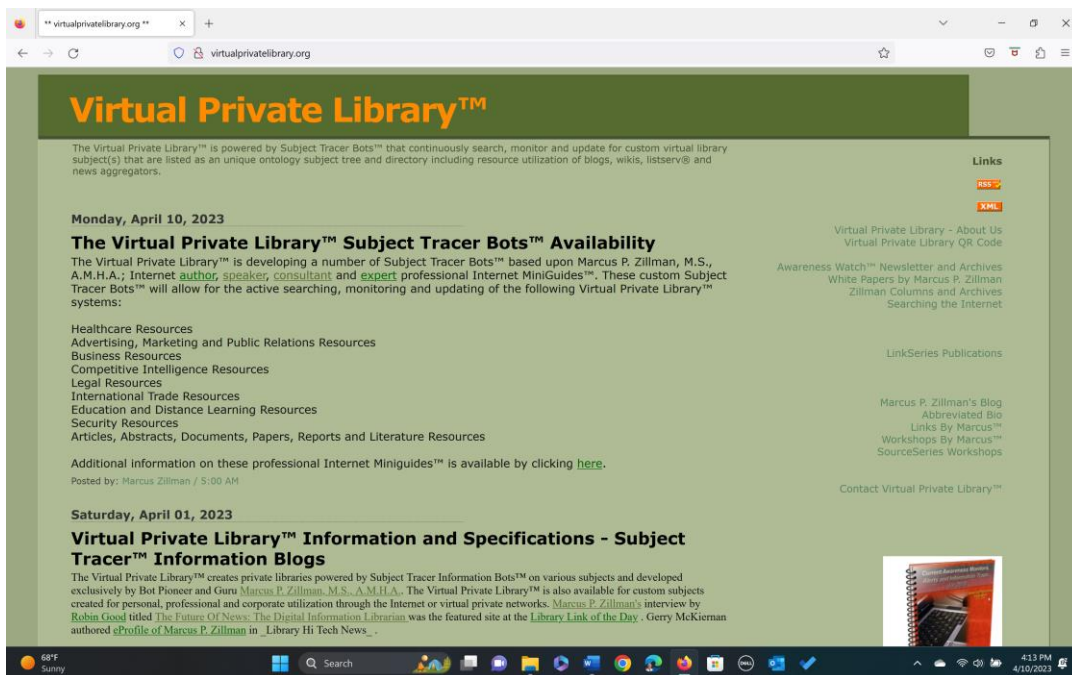 ** virtualprivatelibrary.org **
virtualprivatelibrary.org
Virtual Private Library™
The Virtual Private Library™ is powered by Subject Tracer Bots™ that continuously search, monitor and update for custom virtual library
subject(s) that are listed as an unique ontology subject tree and directory including resource utilization of blogs, wikis, listserv® and
news aggregators.
Monday, April 10, 2023
The Virtual Private Library™ Subject Tracer Bots™ Availability
The Virtual Private Library™ is developing a number of Subject Tracer Bots™ based upon Marcus P. Zillman, M.S.,
A.M.H.A.; Internet author, speaker, consultant and expert professional Internet MiniGuides™. These custom Subject
Tracer Bots™ will allow for the active searching, monitoring and updating of the following Virtual Private Library™
systems:
Healthcare Resources
Advertising, Marketing and Public Relations Resources
Business Resources
Competitive Intelligence Resources
Legal Resources
International Trade Resources
Education and Distance Learning Resources
Security Resources
Articles, Abstracts, Documents, Papers, Reports and Literature Resources
Additional information on these professional Internet Miniguides™ is available by clicking here.
Posted by: Marcus Zillman / 5:00 AM
Saturday, April 01, 2023
Virtual Private Library™ Information and Specifications - Subject
Tracer™ Information Blogs
The Virtual Private Library™ creates private libraries powered by Subject Tracer Information Bots™ on various subjects and developed
exclusively by Bot Pioneer and Guru Marcus P. Zillman, M.S., A.M.H.A.. The Virtual Private Library™ is also available for custom subjects
created for personal, professional and corporate utilization through the Internet or virtual private networks. Marcus P. Zillman's interview by
Robin Good titled The Future Of News: The Digital Information Librarian was the featured site at the Library Link of the Day . Gerry McKiernan
authored eProfile of Marcus P. Zillman in _Library Hi Tech News_ .
Links
RSS
XML
Virtual Private Library - About Us
Virtual Private Library QR Code
Awareness Watch™ Newsletter and Archives
White Papers by Marcus P. Zillman
Zillman Columns and Archives
Searching the Internet
LinkSeries Publications
Marcus P. Zillman's Blog
Abbreviated Bio
Links By Marcus™
Workshops By Marcus™
SourceSeries Workshops
Contact Virtual Private Library™
68°F
Sunny
Search
DELL
4:13 PM
4/10/2023